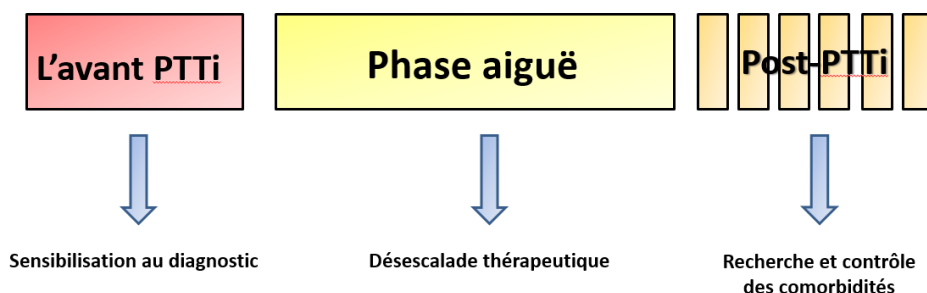 L’avant PTTi
Phase aiguë
Post-PTTi
Sensibilisation au diagnostic
Désescalade thérapeutique
Recherche et contrôle
des comorbidités